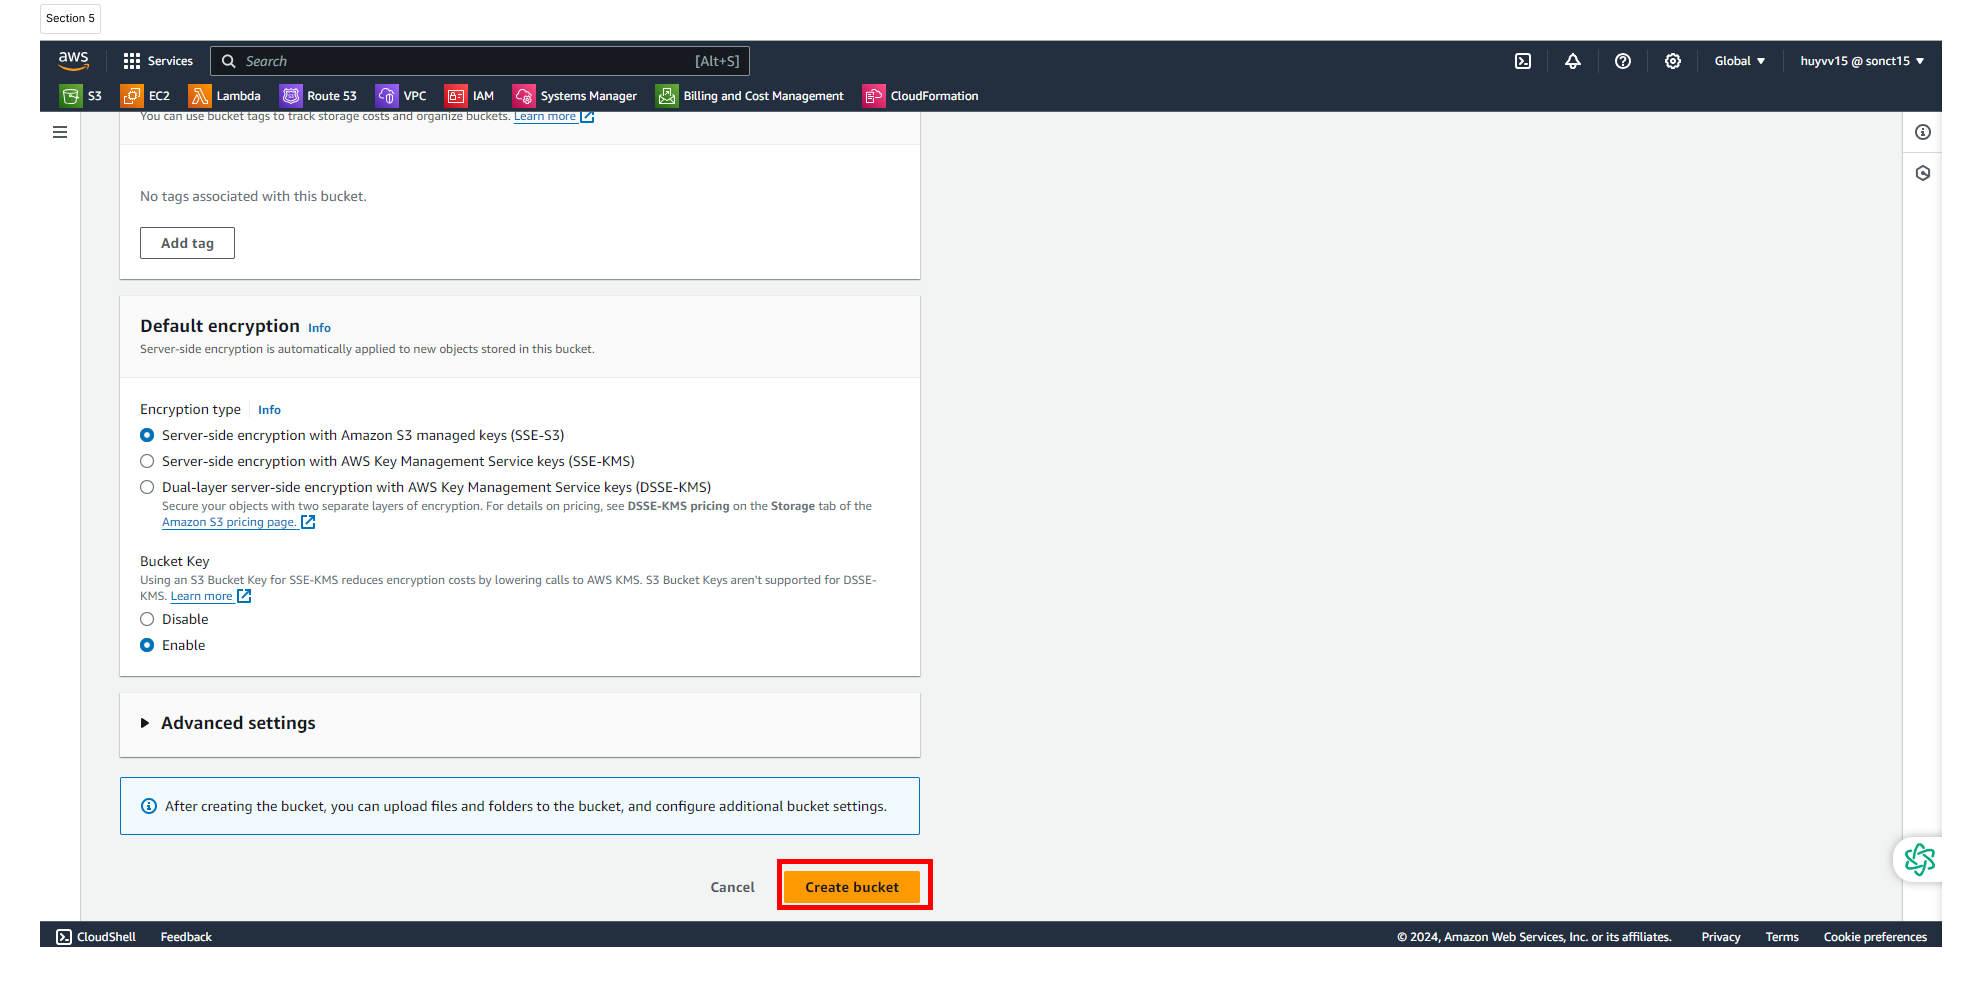 Section 5
aws
Services
Search
[Alt+S]
Global
huyvv15 @ sonct15
S3
EC2
Lambda
Route 53
VPC
IAM
Systems Manager
Billing and Cost Management
CloudFormation
You can use bucket tags to track storage costs and organize buckets. Learn more
No tags associated with this bucket.
Add tag
Default encryption Info
Server-side encryption is automatically applied to new objects stored in this bucket.
Encryption type Info
Server-side encryption with Amazon S3 managed keys (SSE-S3)
Server-side encryption with AWS Key Management Service keys (SSE-KMS)
Dual-layer server-side encryption with AWS Key Management Service keys (DSSE-KMS)
Secure your objects with two separate layers of encryption. For details on pricing, see DSSE-KMS pricing on the Storage tab of the
Amazon S3 pricing page.
Bucket Key
Using an S3 Bucket Key for SSE-KMS reduces encryption costs by lowering calls to AWS KMS. S3 Bucket Keys aren't supported for DSSE-
KMS. Learn more
Disable
Enable
Advanced settings
After creating the bucket, you can upload files and folders to the bucket, and configure additional bucket settings.
Cancel
Create bucket
CloudShell
Feedback
© 2024, Amazon Web Services, Inc. or its affiliates.
Privacy
Terms
Cookie preferences